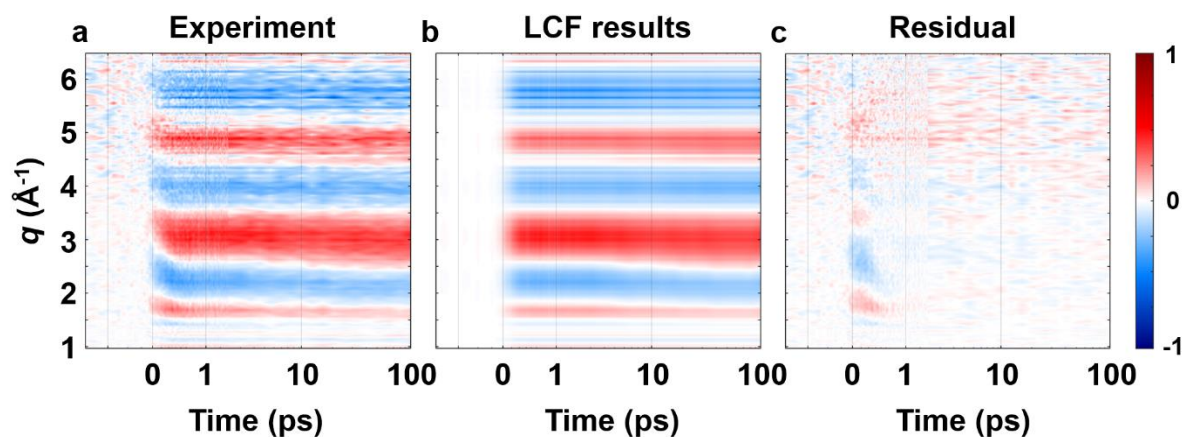 a Experiment b LCF results c Residual
6
5
4
3
2
1
q (Å⁻¹)
1
0
-1
0 1 10 100 0 1 10 100 0 1 10 100
Time (ps) Time (ps) Time (ps)